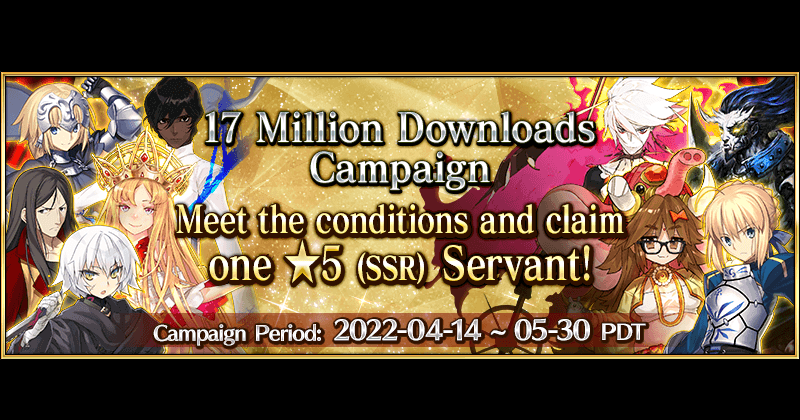 17 Million Downloads
Campaign
Meet the conditions and claim
one ★5 (SSR) Servant!
Campaign Period: 2022-04-14 ~ 05-30 PDT